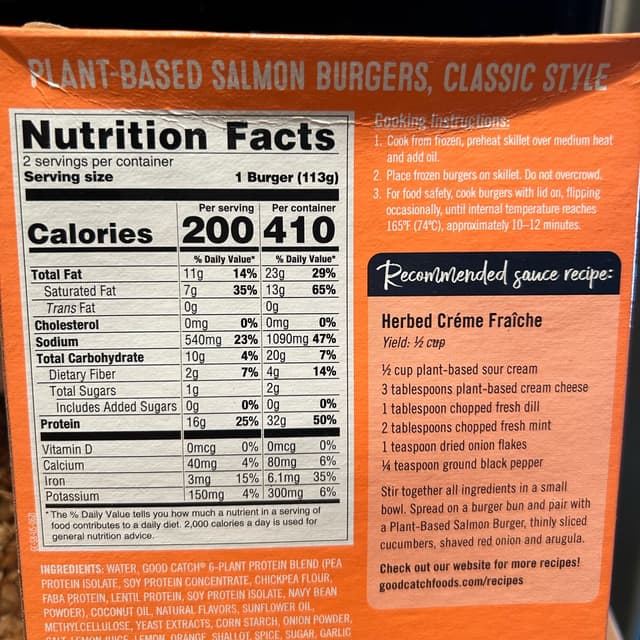 PLANT-BASED SALMON BURGERS, CLASSIC STYLE
Nutrition Facts
2 servings per container
Serving size 1 Burger (113g)
Per serving Per container
Calories 200 410
% Daily Value* % Daily Value*
Total Fat 11g 14% 23g 29%
Saturated Fat 7g 35% 13g 65%
Trans Fat 0g 0g
Cholesterol 0mg 0% 0mg 0%
Sodium 540mg 23% 1090mg 47%
Total Carbohydrate 10g 4% 20g 7%
Dietary Fiber 2g 7% 4g 14%
Total Sugars 1g 2g
Includes Added Sugars 0g 0% 0g 0%
Protein 16g 25% 32g 50%
Vitamin D 0mcg 0% 0mcg 0%
Calcium 40mg 4% 80mg 6%
Iron 3mg 15% 6.1mg 35%
Potassium 150mg 4% 300mg 6%
* The % Daily Value tells you how much a nutrient in a serving of
food contributes to a daily diet. 2,000 calories a day is used for
general nutrition advice.
INGREDIENTS: WATER, GOOD CATCH® 6-PLANT PROTEIN BLEND (PEA
PROTEIN ISOLATE, SOY PROTEIN CONCENTRATE, CHICKPEA FLOUR,
FABA PROTEIN, LENTIL PROTEIN, SOY PROTEIN ISOLATE, NAVY BEAN
POWDER), COCONUT OIL, NATURAL FLAVORS, SUNFLOWER OIL,
METHYLCELLULOSE, YEAST EXTRACTS, CORN STARCH, ONION POWDER,
SALT, LEMON JUICE, LEMON, ORANGE, SHALLOT, SPICE, SUGAR, GARLIC
Cooking Instructions:
1. Cook from frozen, preheat skillet over medium heat
and add oil.
2. Place frozen burgers on skillet. Do not overcrowd.
3. For food safety, cook burgers with lid on, flipping
occasionally, until internal temperature reaches
165°F (74°C), approximately 10–12 minutes.
Recommended sauce recipe:
Herbed Créme Fraîche
Yield: ½ cup
½ cup plant-based sour cream
3 tablespoons plant-based cream cheese
1 tablespoon chopped fresh dill
2 tablespoons chopped fresh mint
1 teaspoon dried onion flakes
¼ teaspoon ground black pepper
Stir together all ingredients in a small
bowl. Spread on a burger bun and pair with
a Plant-Based Salmon Burger, thinly sliced
cucumbers, shaved red onion and arugula.
Check out our website for more recipes!
goodcatchfoods.com/recipes